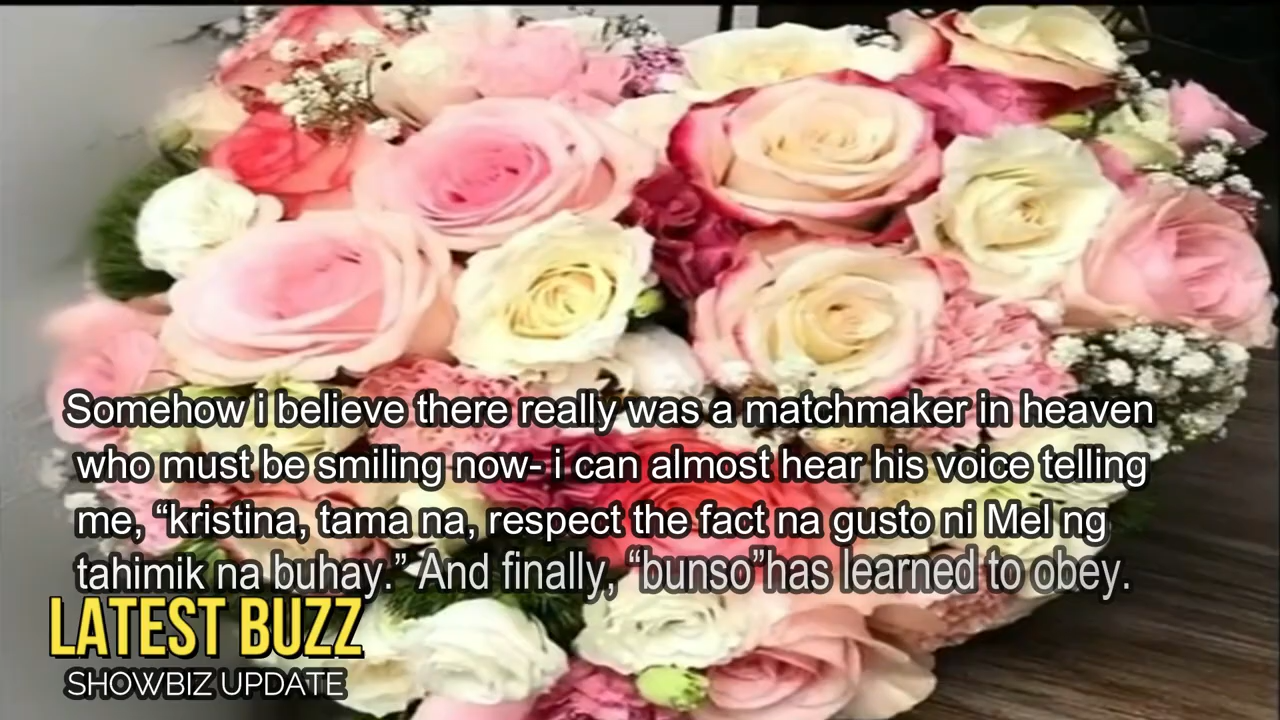 Somehow i believe there really was a matchmaker in heaven
who must be smiling now- i can almost hear his voice telling
me, “kristina, tama na, respect the fact na gusto ni Mel ng
tahimik na buhay.” And finally, “bunso”has learned to obey.
LATEST BUZZ
SHOWBIZ UPDATE